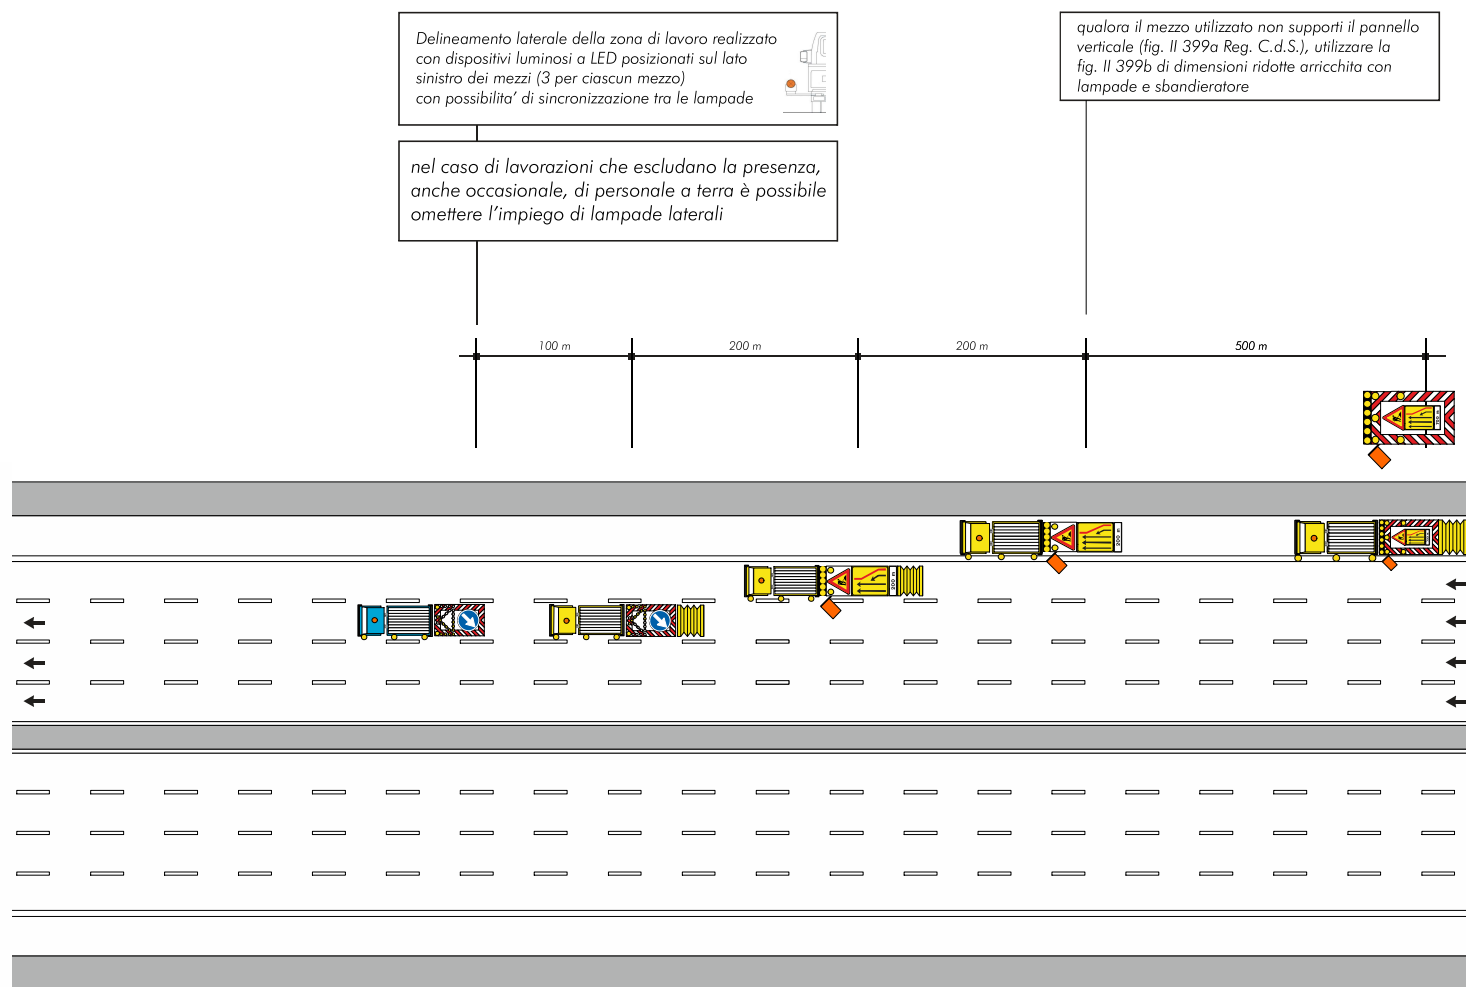 Delineamento laterale della zona di lavoro realizzato
con dispositivi luminosi a LED posizionati sul lato
sinistro dei mezzi (3 per ciascun mezzo)
con possibilita' di sincronizzazione tra le lampade
qualora il mezzo utilizzato non supporti il pannello
verticale (fig. II 399a Reg. C.d.S.), utilizzare la
fig. II 399b di dimensioni ridotte arricchita con
lampade e sbandieratore
nel caso di lavorazioni che escludano la presenza,
anche occasionale, di personale a terra è possibile
omettere l'impiego di lampade laterali
100 m
200 m
200 m
500 m
700 m
200 m
200 m